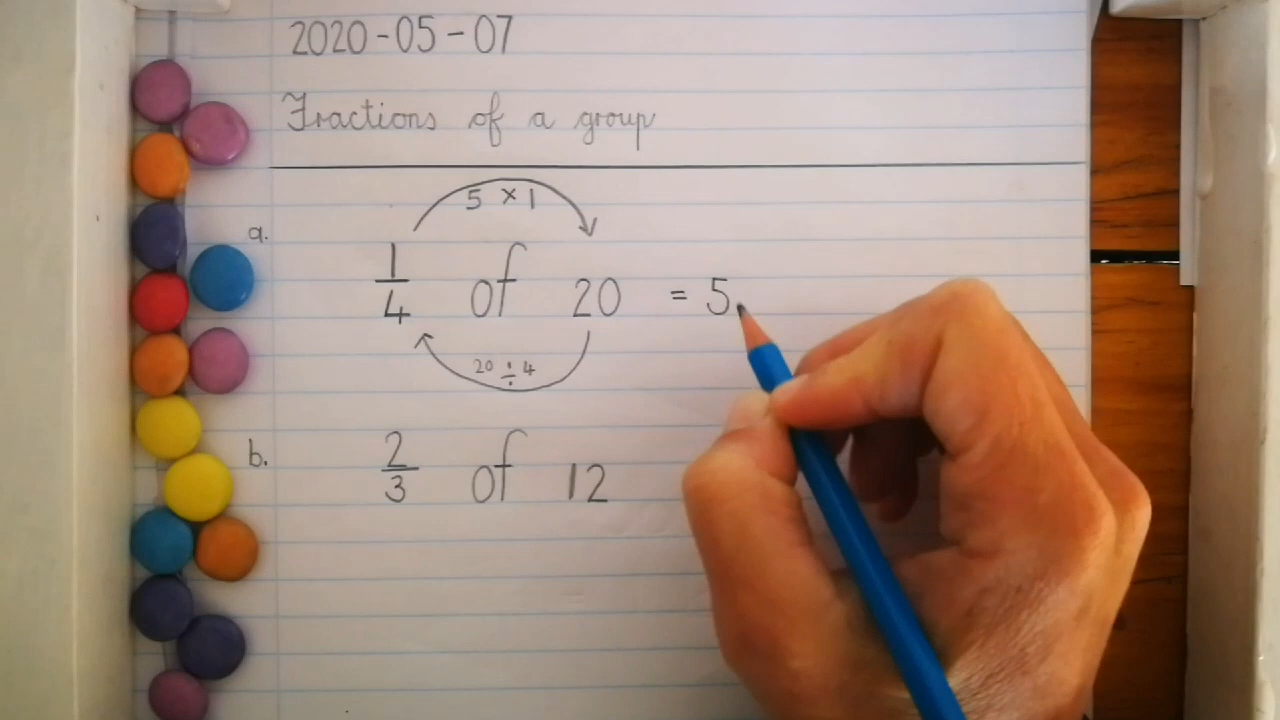 2020-05-07
Fractions of a group
5 × 1
a.
1/4 of 20 = 5
20 ÷ 4
b.
2/3 of 12